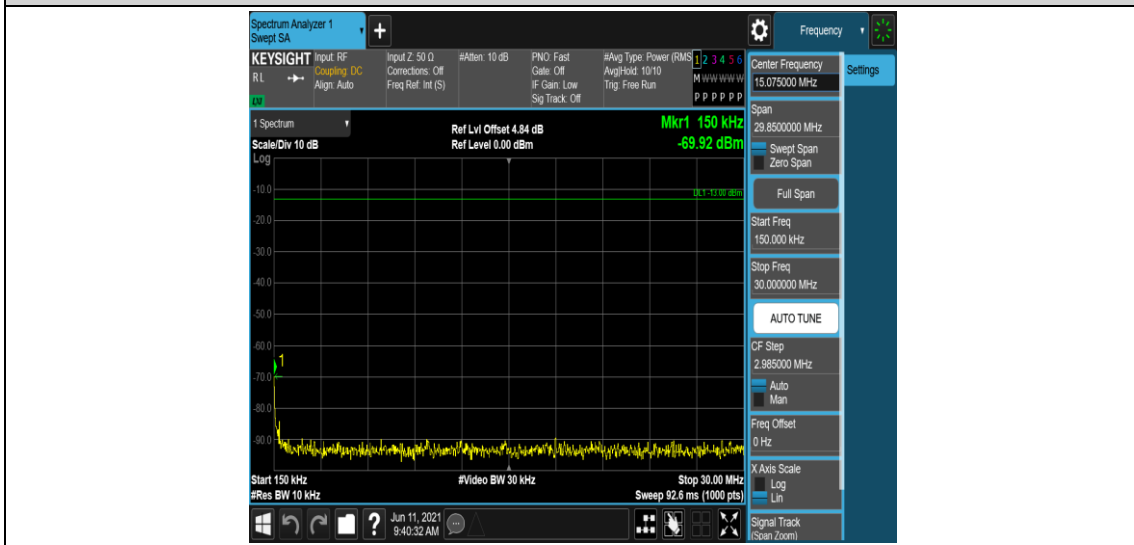 Spectrum Analyzer 1
Swept SA
+
Frequency
KEYSIGHT
RL
LXI
Input: RF
Coupling: DC
Align: Auto
Input Z: 50 Ω
Corrections: Off
Freq Ref: Int (S)
#Atten: 10 dB
PNO: Fast
Gate: Off
IF Gain: Low
Sig Track: Off
#Avg Type: Power (RMS
Avg|Hold: 10/10
Trig: Free Run
1 2 3 4 5 6
M W W W W W
P P P P P P
Center Frequency
15.075000 MHz
Settings
1 Spectrum
Scale/Div 10 dB
Log
Ref Lvl Offset 4.84 dB
Ref Level 0.00 dBm
Mkr1 150 kHz
-69.92 dBm
Span
29.8500000 MHz
Swept Span
Zero Span
Full Span
DL1 -13.00 dBm
-10.0
-20.0
-30.0
-40.0
-50.0
-60.0
-70.0
-80.0
-90.0
1
Start Freq
150.000 kHz
Stop Freq
30.000000 MHz
AUTO TUNE
CF Step
2.985000 MHz
Auto
Man
Freq Offset
0 Hz
X Axis Scale
Log
Lin
Signal Track
(Span Zoom)
Start 150 kHz
#Res BW 10 kHz
#Video BW 30 kHz
Stop 30.00 MHz
Sweep 92.6 ms (1000 pts)
?
Jun 11, 2021
9:40:32 AM